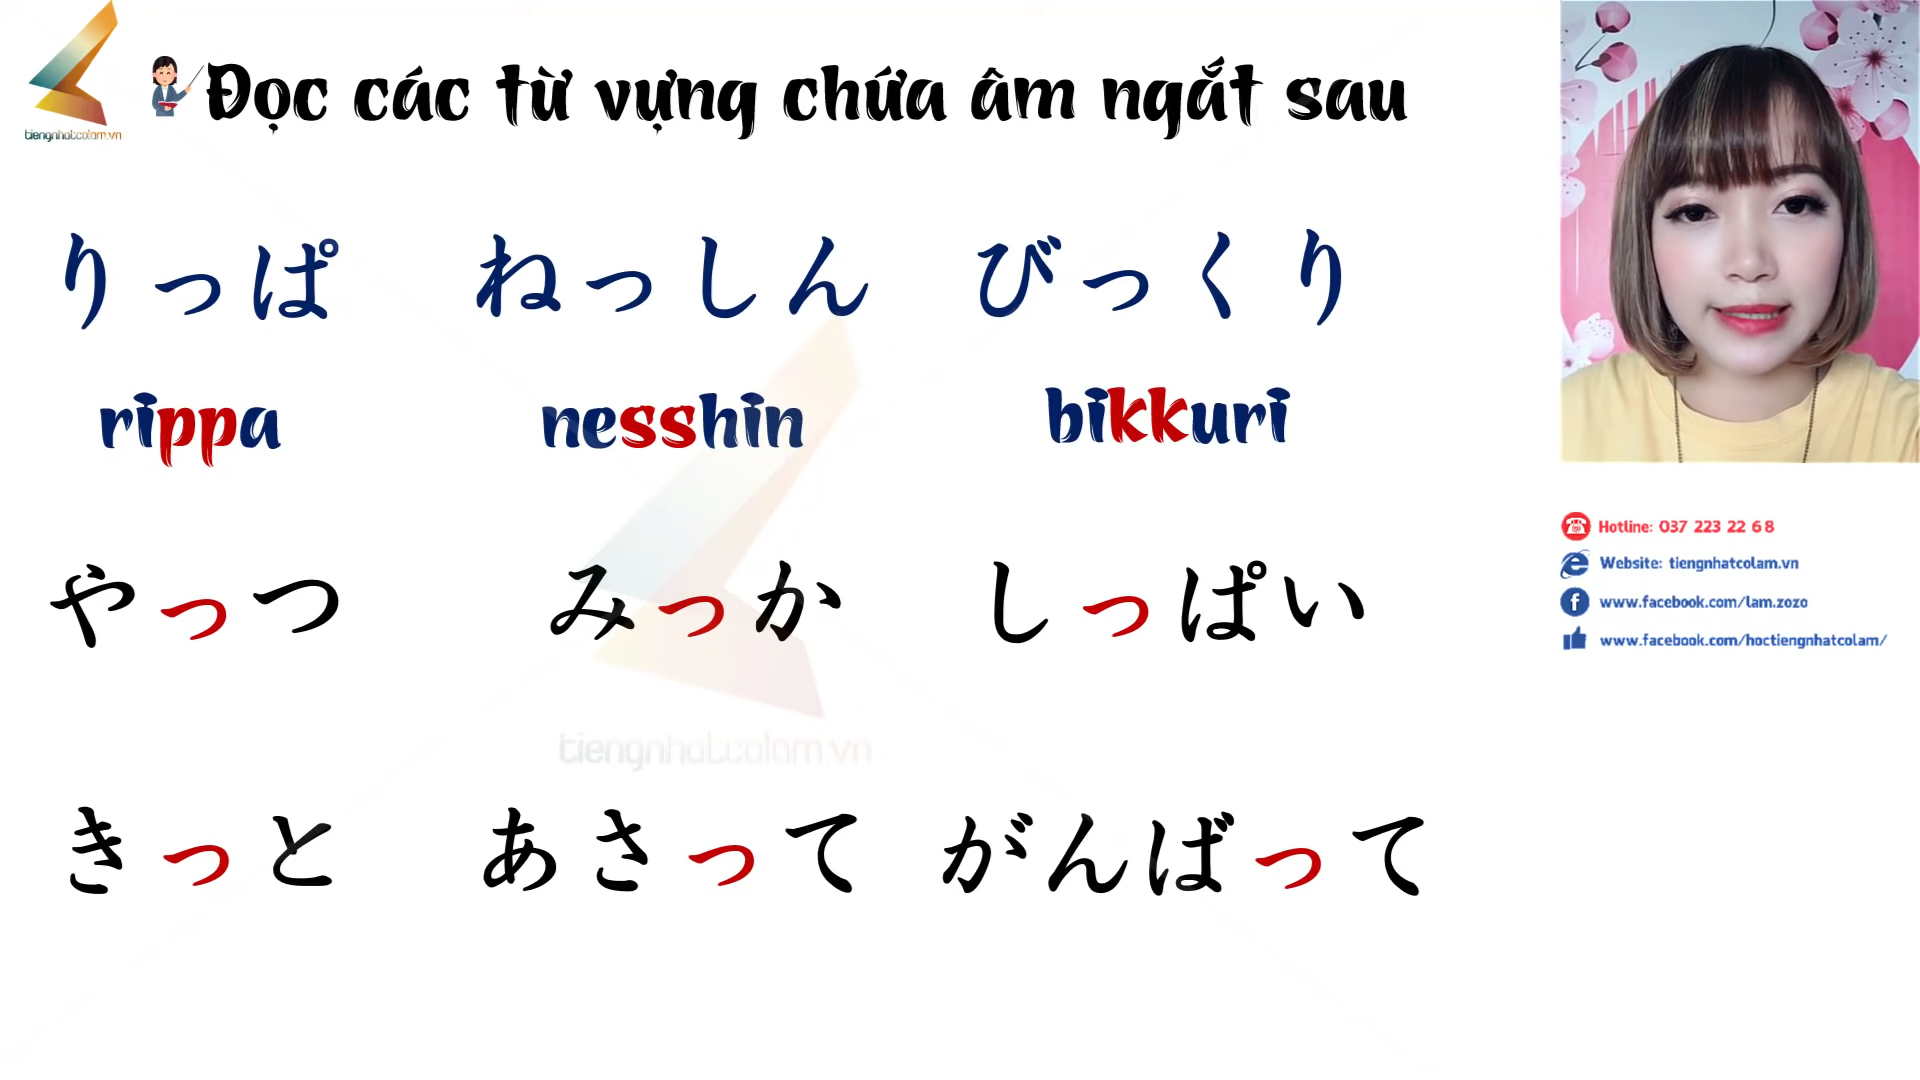 tiengnhatcolam.vn
Đọc các từ vựng chứa âm ngắt sau
りっぱ ねっしん びっくり
rippa nesshin bikkuri
やっつ みっか しっぱい
tiengnhatcolam.vn
きっと あさって がんばって
Hotline: 037 223 22 68
Website: tiengnhatcolam.vn
www.facebook.com/lam.zozo
www.facebook.com/hoctiengnhatcolam/